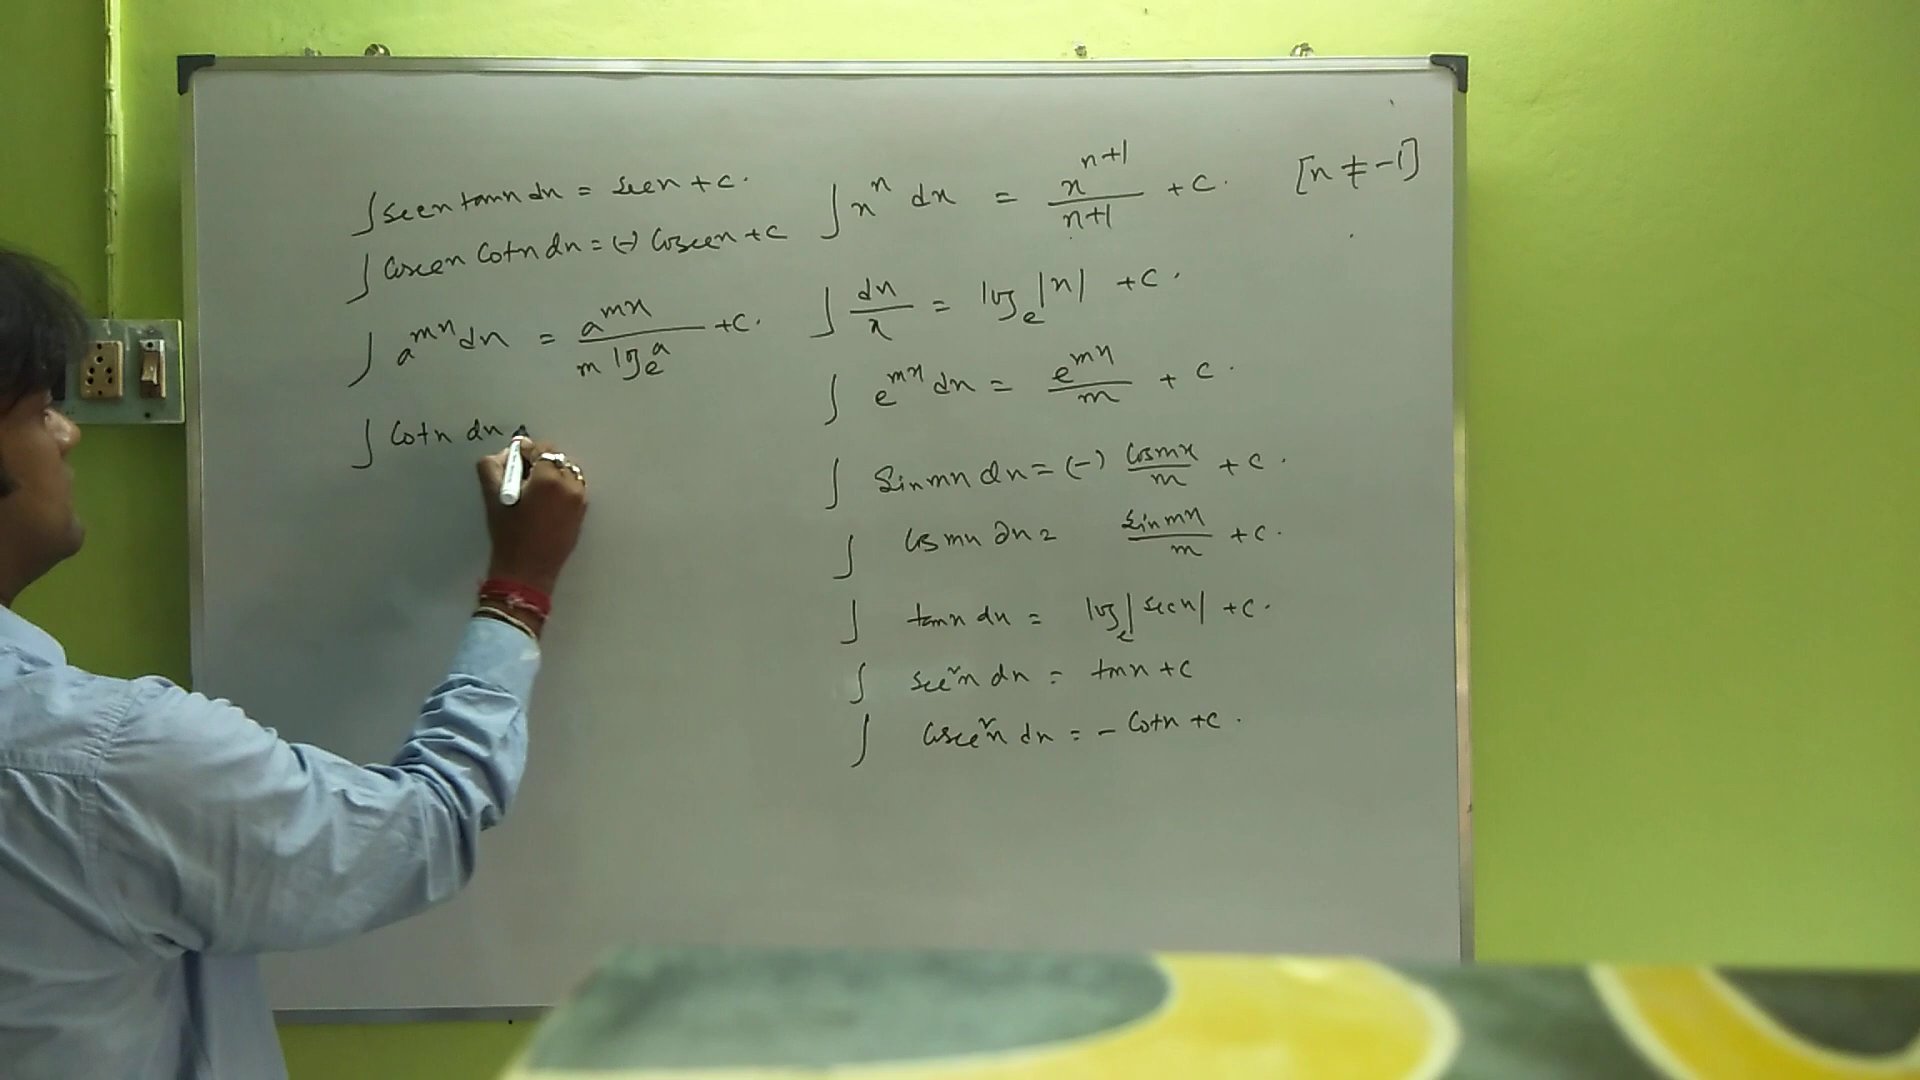 ∫ secx tanx dx = secx + c.
∫ cosecx cotx dx = (-) cosecx + c
∫ a^mx dx = a^mx / m log_e a + c.
∫ cotx dx
∫ x^n dx = x^n+1 / n+1 + c. [n ≠ -1]
∫ dx / x = log_e |x| + c.
∫ e^mx dx = e^mx / m + c.
∫ sinmx dx = (-) cosmx / m + c.
∫ cosmx dx = sinmx / m + c.
∫ tanx dx = log_e |secx| + c.
∫ sec²x dx = tanx + c
∫ cosec²x dx = - cotx + c.